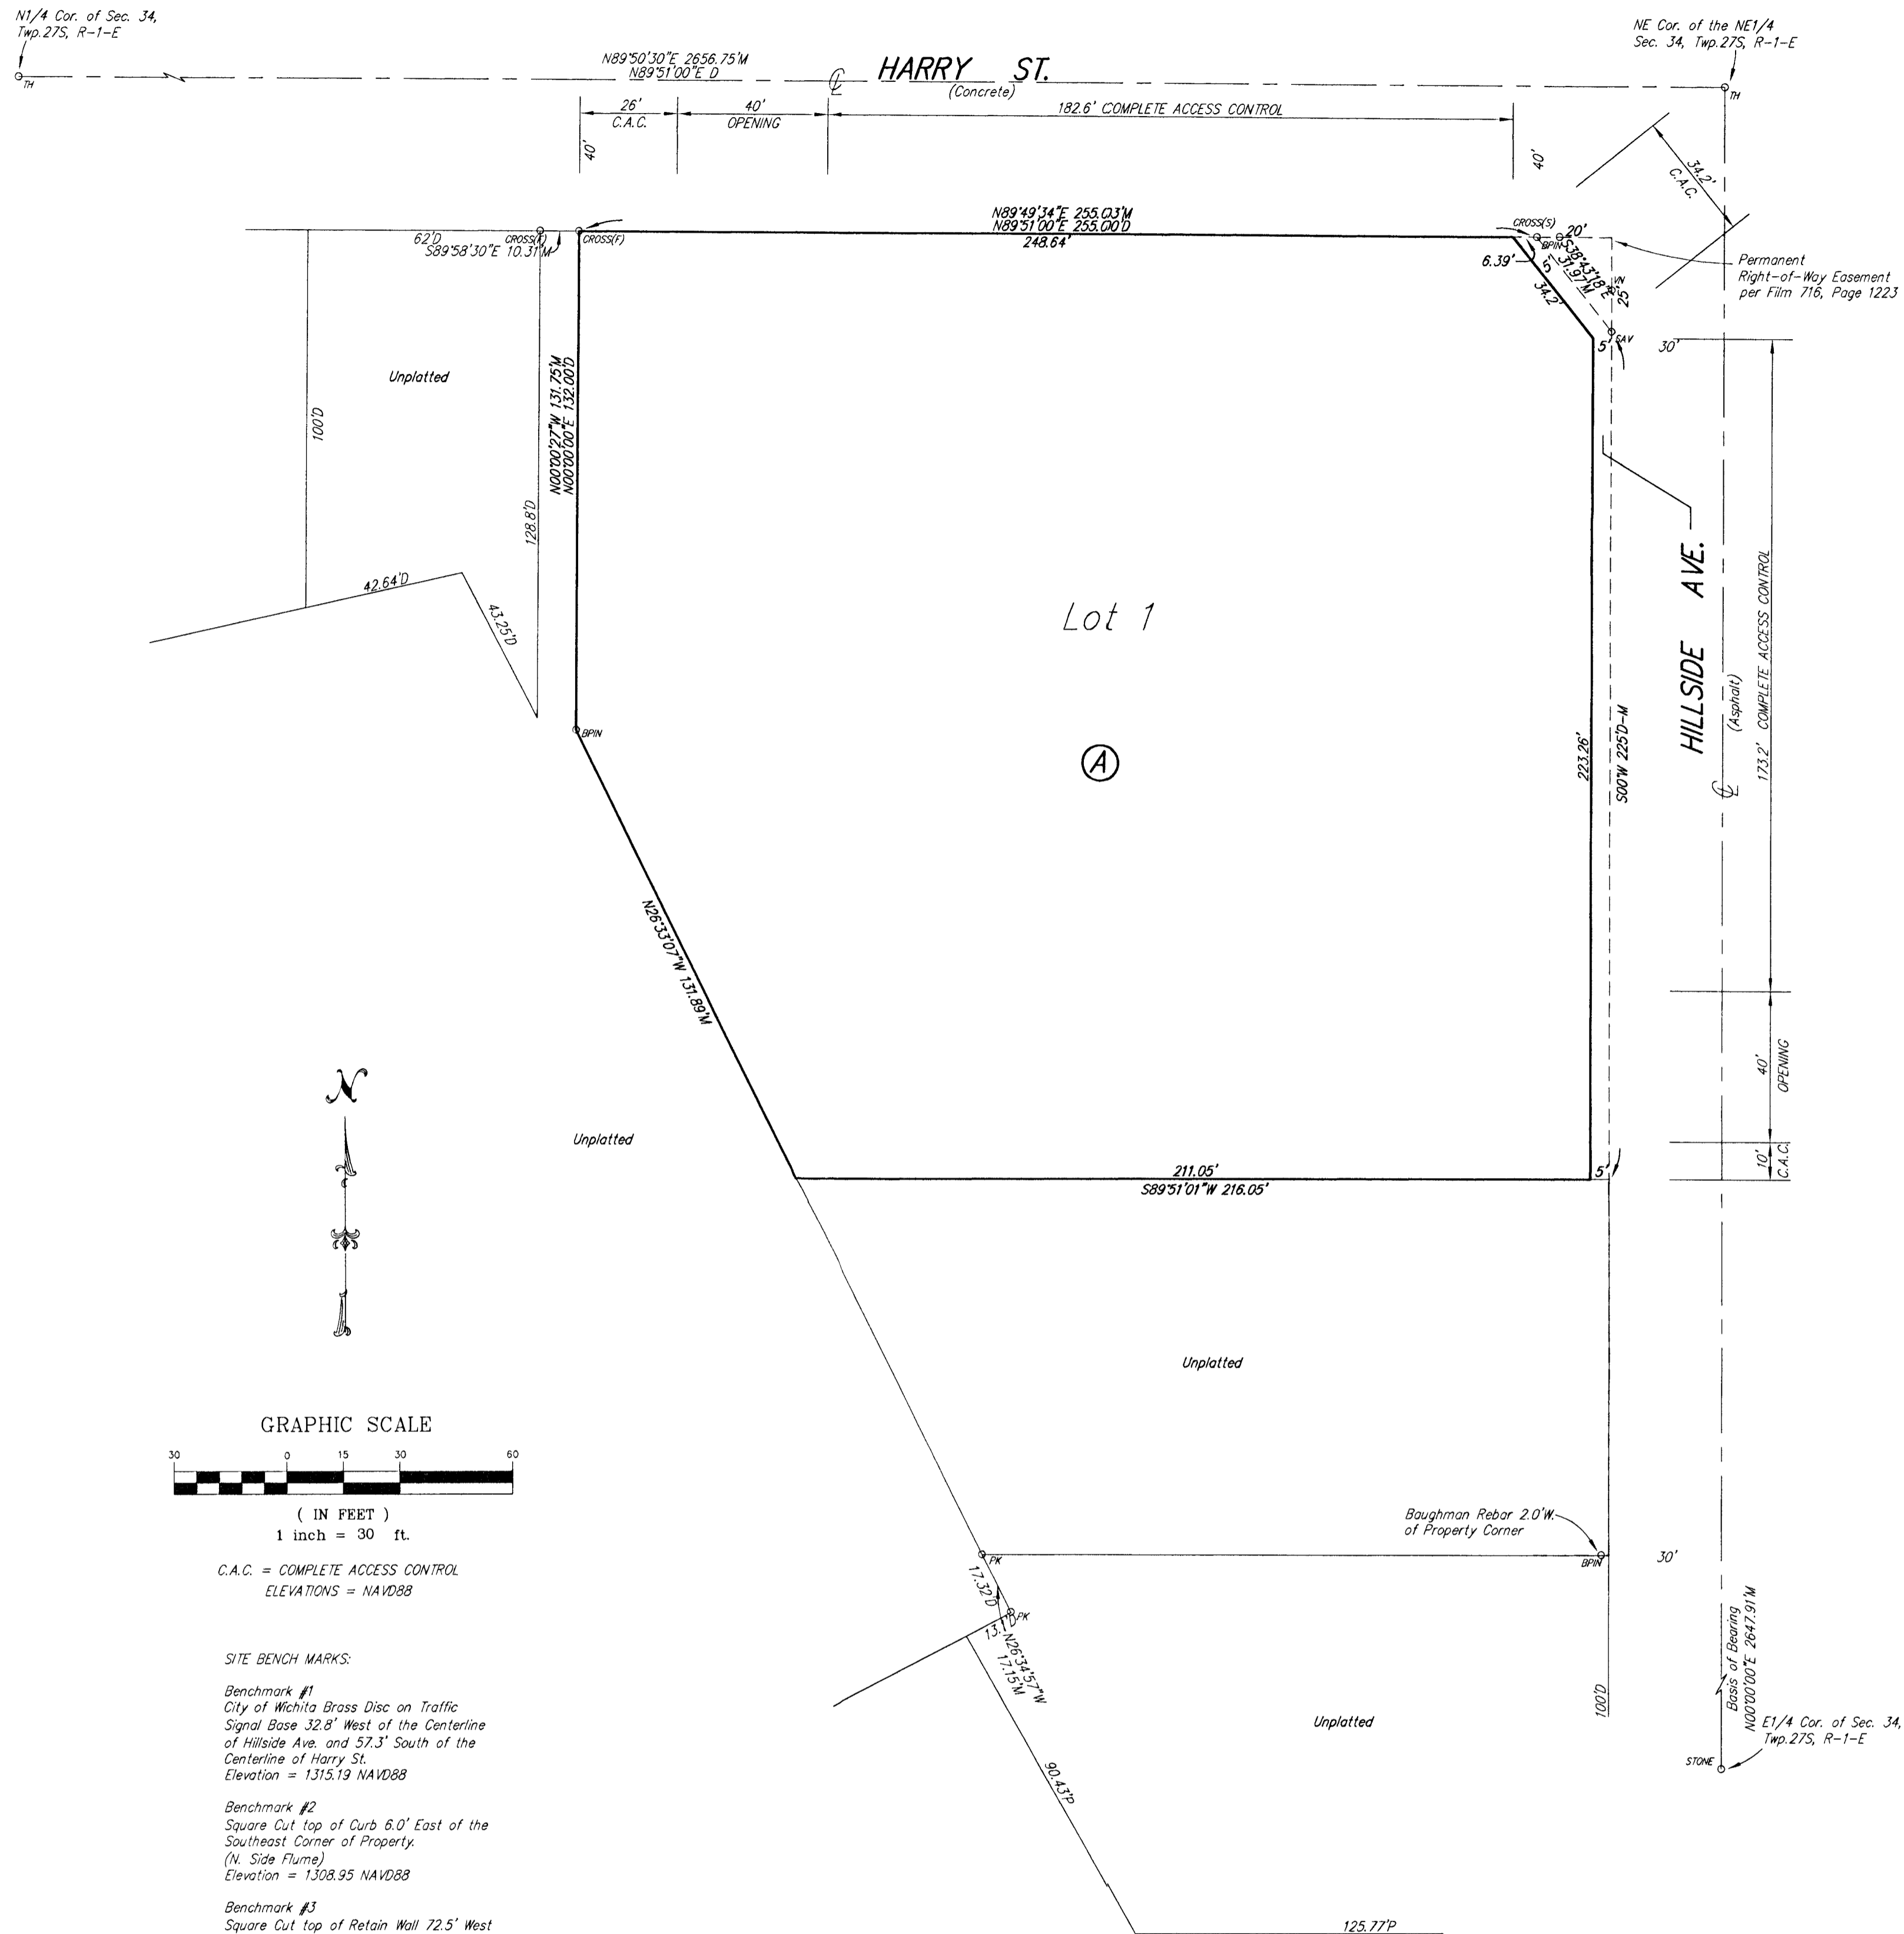 N1/4 Cor. of Sec. 34,
Twp.27S, R-1-E
NE Cor. of the NE1/4
Sec. 34, Twp.27S, R-1-E
TH
N89°50'30"E 2656.75'M
N89°51'00"E D
HARRY ST.
(Concrete)
TH
26'
C.A.C.
40'
OPENING
182.6' COMPLETE ACCESS CONTROL
40'
40'
34.2'
C.A.C.
62'D
S89°58'30"E 10.31'M
CROSS(F)
N89°49'34"E 255.03'M
N89°51'00"E 255.00'D
248.64'
CROSS(S)
BPIN
20'
6.39'
S38°43'18"E
31.97'M
5'
34.2'
VN
25'
Permanent
Right-of-Way Easement
per Film 716, Page 1223
SAV
5'
30'
Unplatted
100'D
N00°00'27"W 131.75'M
N00°00'00"E 132.00'D
128.8'D
42.64'D
43.25'D
BPIN
Lot 1
A
HILLSIDE AVE.
(Asphalt)
173.2' COMPLETE ACCESS CONTROL
223.26'
S00°W 225'D-M
N26°33'07"W 131.89'M
40'
OPENING
10'
C.A.C.
N
Unplatted
211.05'
S89°51'01"W 216.05'
5'
Unplatted
GRAPHIC SCALE
30 0 15 30 60
( IN FEET )
1 inch = 30 ft.
C.A.C. = COMPLETE ACCESS CONTROL
ELEVATIONS = NAVD88
Baughman Rebar 2.0'W.
of Property Corner
PK
BPIN
30'
17.32'D
PK
N26°34'57"W
17.15'M
100'D
Basis of Bearing
N00°00'00"E 2647.91'M
E1/4 Cor. of Sec. 34,
Twp.27S, R-1-E
STONE
Unplatted
90.43'P
125.77'P
SITE BENCH MARKS:
Benchmark #1
City of Wichita Brass Disc on Traffic
Signal Base 32.8' West of the Centerline
of Hillside Ave. and 57.3' South of the
Centerline of Harry St.
Elevation = 1315.19 NAVD88
Benchmark #2
Square Cut top of Curb 6.0' East of the
Southeast Corner of Property.
(N. Side Flume)
Elevation = 1308.95 NAVD88
Benchmark #3
Square Cut top of Retain Wall 72.5' West